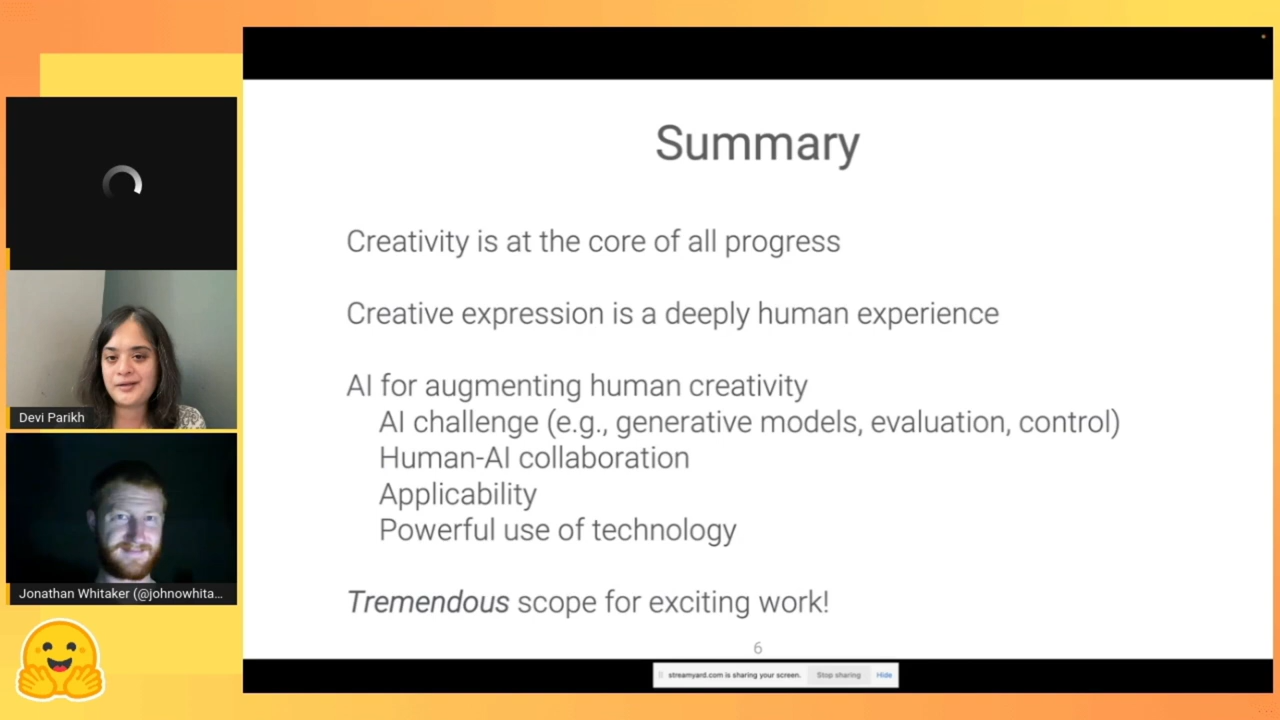 Summary
Creativity is at the core of all progress
Creative expression is a deeply human experience
AI for augmenting human creativity
AI challenge (e.g., generative models, evaluation, control)
Human-AI collaboration
Applicability
Powerful use of technology
Tremendous scope for exciting work!
6
streamyard.com is sharing your screen. Stop sharing Hide
Devi Parikh
Jonathan Whitaker (@johnowhita...